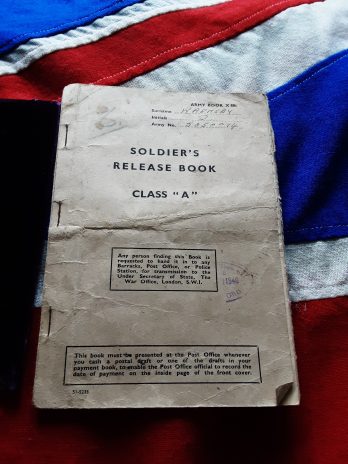 ARMY BOOK X 80
Surname
Initials
Army No.
SOLDIER'S
RELEASE BOOK
CLASS "A"
Any person finding this Book is
requested to hand it in to any
Barracks, Post Office, or Police
Station, for transmission to the
Under Secretary of State, The
War Office, London, S.W.1.
This book must be presented at the Post Office whenever
you cash a postal draft or one of the drafts in your
payment book, to enable the Post Office official to record the
date of payment on the inside page of the front cover.
51-8288